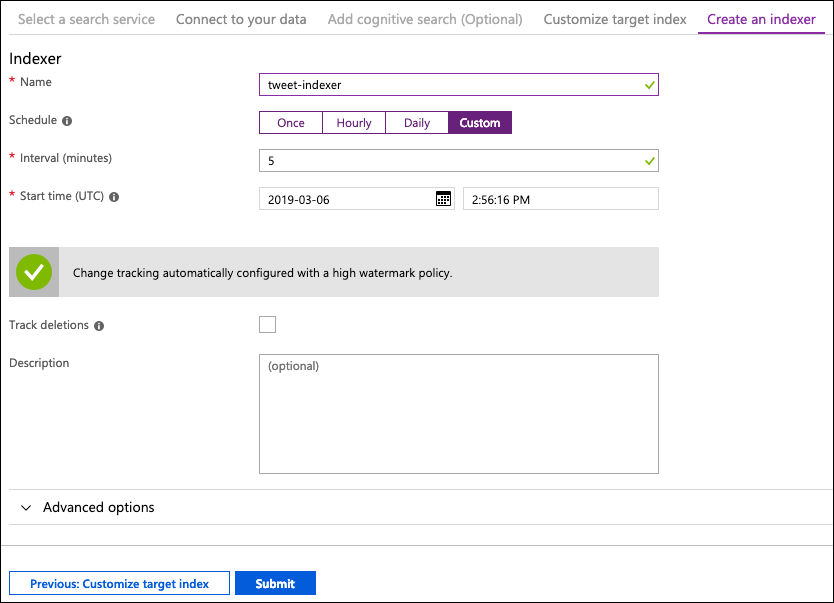 Select a search service Connect to your data Add cognitive search (Optional) Customize target index Create an indexer
Indexer
* Name
tweet-indexer
Schedule
Once Hourly Daily Custom
* Interval (minutes)
5
* Start time (UTC)
2019-03-06 2:56:16 PM
Change tracking automatically configured with a high watermark policy.
Track deletions
Description
(optional)
Advanced options
Previous: Customize target index Submit